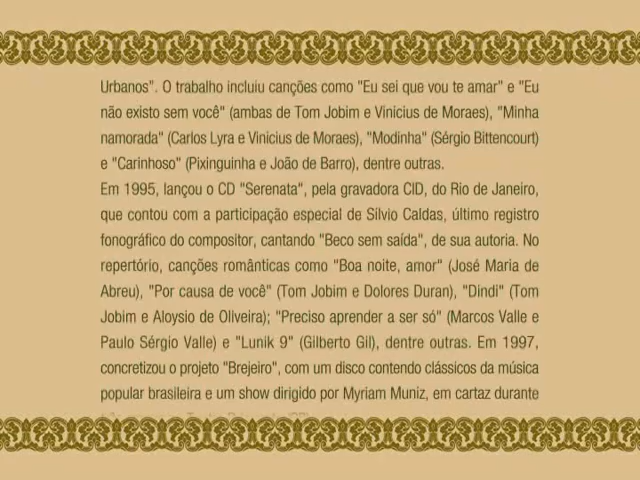 Urbanos". O trabalho incluiu canções como "Eu sei que vou te amar" e "Eu
não existo sem você" (ambas de Tom Jobim e Vinicius de Moraes), "Minha
namorada" (Carlos Lyra e Vinicius de Moraes), "Modinha" (Sérgio Bittencourt)
e "Carinhoso" (Pixinguinha e João de Barro), dentre outras.
Em 1995, lançou o CD "Serenata", pela gravadora CID, do Rio de Janeiro,
que contou com a participação especial de Silvio Caldas, último registro
fonográfico do compositor, cantando "Beco sem saída", de sua autoria. No
repertório, canções românticas como "Boa noite, amor" (José Maria de
Abreu), "Por causa de você" (Tom Jobim e Dolores Duran), "Dindi" (Tom
Jobim e Aloysio de Oliveira); "Preciso aprender a ser só" (Marcos Valle e
Paulo Sérgio Valle) e "Lunik 9" (Gilberto Gil), dentre outras. Em 1997,
concretizou o projeto "Brejeiro", com um disco contendo clássicos da música
popular brasileira e um show dirigido por Myriam Muniz, em cartaz durante